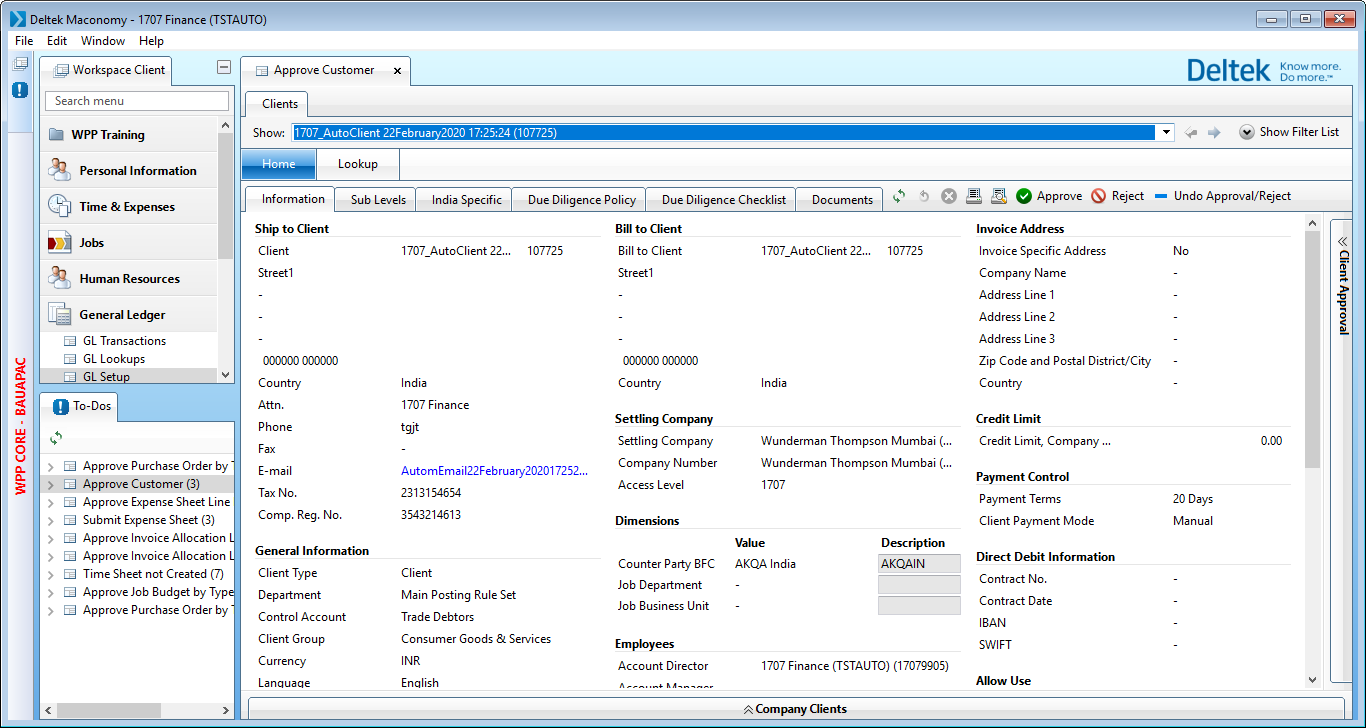 Deltek Maconomy - 1707 Finance (TSTAUTO)
File Edit Window Help
Workspace Client
Search menu
WPP Training
Personal Information
Time & Expenses
Jobs
Human Resources
General Ledger
GL Transactions
GL Lookups
GL Setup
WPP CORE - BAUAPAC
To-Dos
Approve Purchase Order by
Approve Customer (3)
Approve Expense Sheet Line
Submit Expense Sheet (3)
Approve Invoice Allocation
Approve Invoice Allocation
Time Sheet not Created (7)
Approve Job Budget by Type
Approve Purchase Order by
Approve Customer
Deltek Know more.
Do more.™
Clients
Show: 1707_AutoClient 22February2020 17:25:24 (107725) Show Filter List
Home Lookup
Information Sub Levels India Specific Due Diligence Policy Due Diligence Checklist Documents Approve Reject Undo Approval/Reject
Ship to Client
Client 1707_AutoClient 22... 107725
Street1
-
-
-
000000 000000
Country India
Attn. 1707 Finance
Phone tgjt
Fax -
E-mail AutomEmail22February202017252...
Tax No. 2313154654
Comp. Reg. No. 3543214613
General Information
Client Type Client
Department Main Posting Rule Set
Control Account Trade Debtors
Client Group Consumer Goods & Services
Currency INR
Language English
Bill to Client
Bill to Client 1707_AutoClient 22... 107725
Street1
-
-
-
000000 000000
Country India
Settling Company
Settling Company Wunderman Thompson Mumbai (...
Company Number Wunderman Thompson Mumbai (...
Access Level 1707
Dimensions
Value Description
Counter Party BFC AKQA India AKQAIN
Job Department -
Job Business Unit -
Employees
Account Director 1707 Finance (TSTAUTO) (17079905)
Account Manager
Invoice Address
Invoice Specific Address No
Company Name -
Address Line 1 -
Address Line 2 -
Address Line 3 -
Zip Code and Postal District/City -
Country -
Credit Limit
Credit Limit, Company ... 0.00
Payment Control
Payment Terms 20 Days
Client Payment Mode Manual
Direct Debit Information
Contract No. -
Contract Date -
IBAN -
SWIFT -
Allow Use
Client Approval
Company Clients